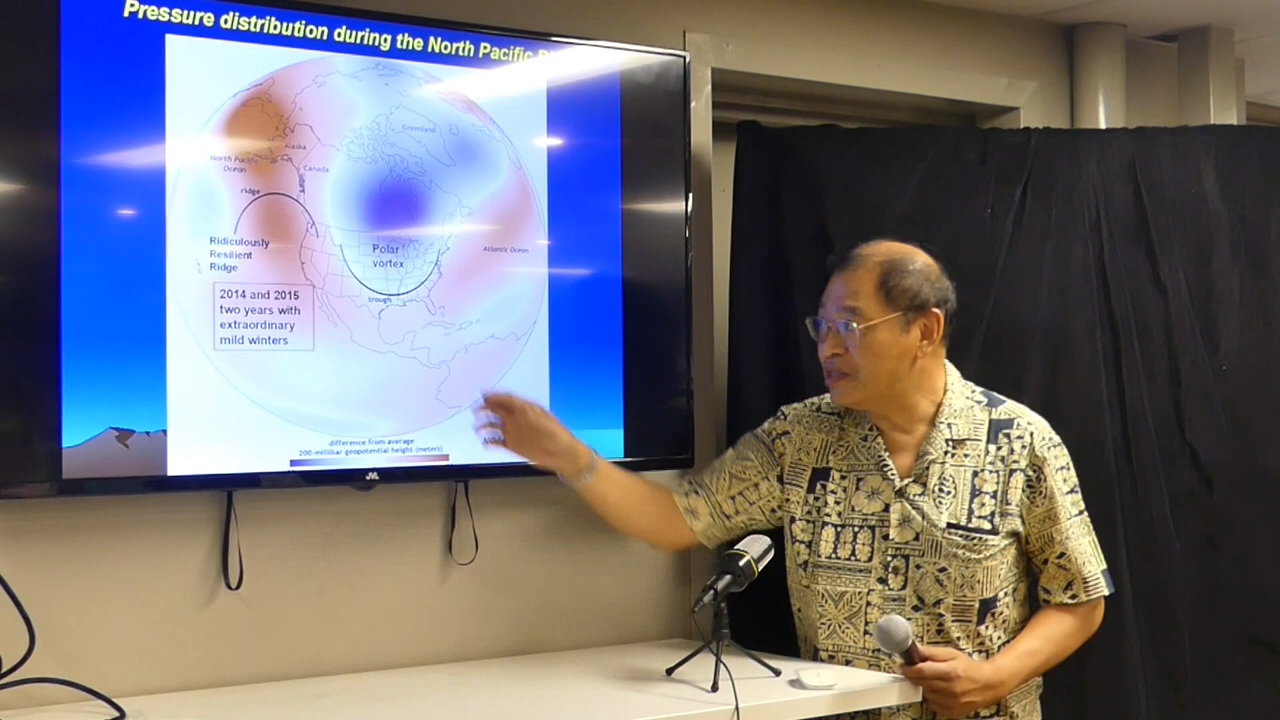 Pressure distribution during the North Pacific
Greenland
Alaska
North Pacific
Ocean
Canada
ridge
Ridiculously
Resilient
Ridge
Polar
vortex
Atlantic Ocean
trough
2014 and 2015
two years with
extraordinary
mild winters
difference from average
200-millibar geopotential height (meters)
JVC